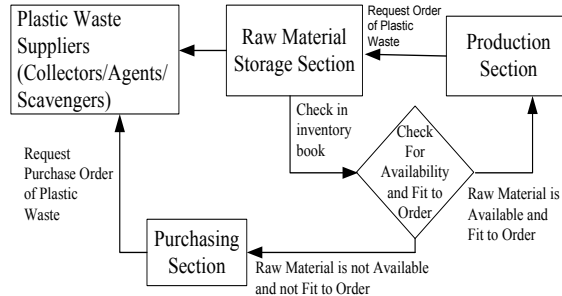 Plastic Waste
Suppliers
(Collectors/Agents/
Scavengers)
Raw Material
Storage Section
Request Order
of Plastic
Waste
Production
Section
Check in
inventory
book
Check
For
Availability
and Fit to
Order
Raw Material is
Available and
Fit to Order
Request
Purchase Order
of Plastic
Waste
Purchasing
Section
Raw Material is not Available
and not Fit to Order